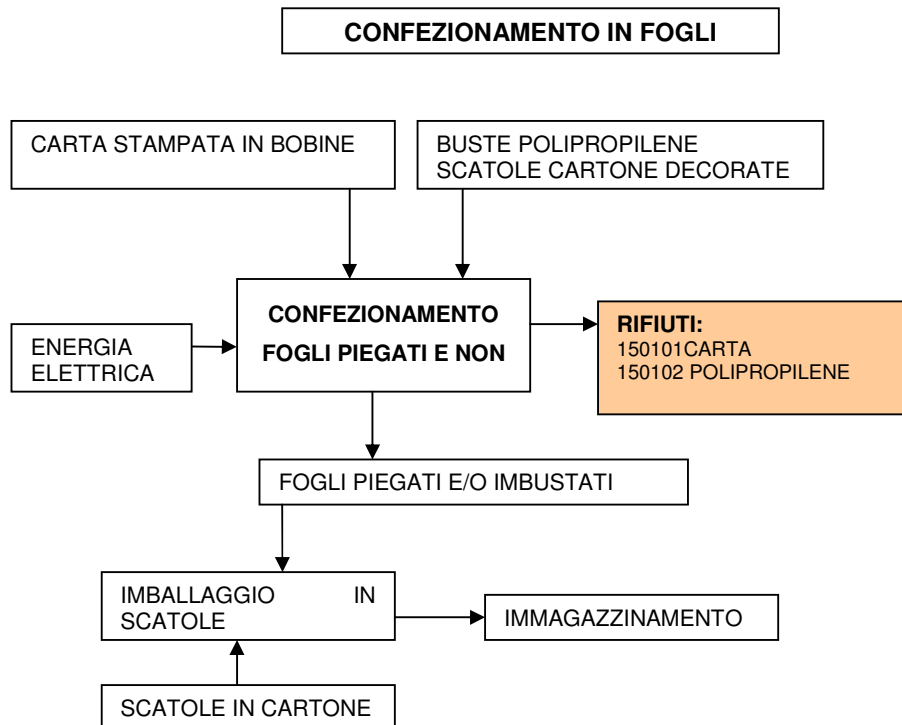 CONFEZIONAMENTO IN FOGLI
CARTA STAMPATA IN BOBINE
BUSTE POLIPROPILENE
SCATOLE CARTONE DECORATE
CONFEZIONAMENTO
FOGLI PIEGATI E NON
ENERGIA
ELETTRICA
RIFIUTI:
150101CARTA
150102 POLIPROPILENE
FOGLI PIEGATI E/O IMBUSTATI
IMBALLAGGIO IN
SCATOLE
IMMAGAZZINAMENTO
SCATOLE IN CARTONE